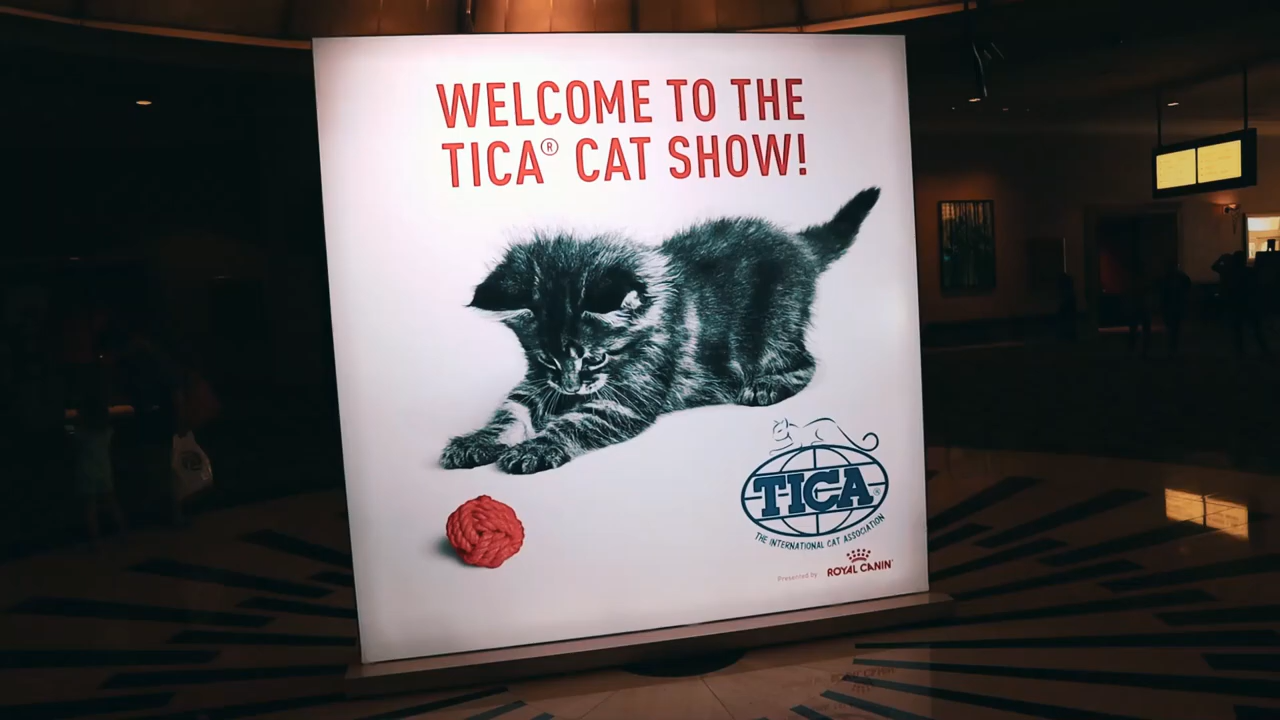 WELCOME TO THE
TICA® CAT SHOW!
TICA®
THE INTERNATIONAL CAT ASSOCIATION
Presented by:
ROYAL CANIN